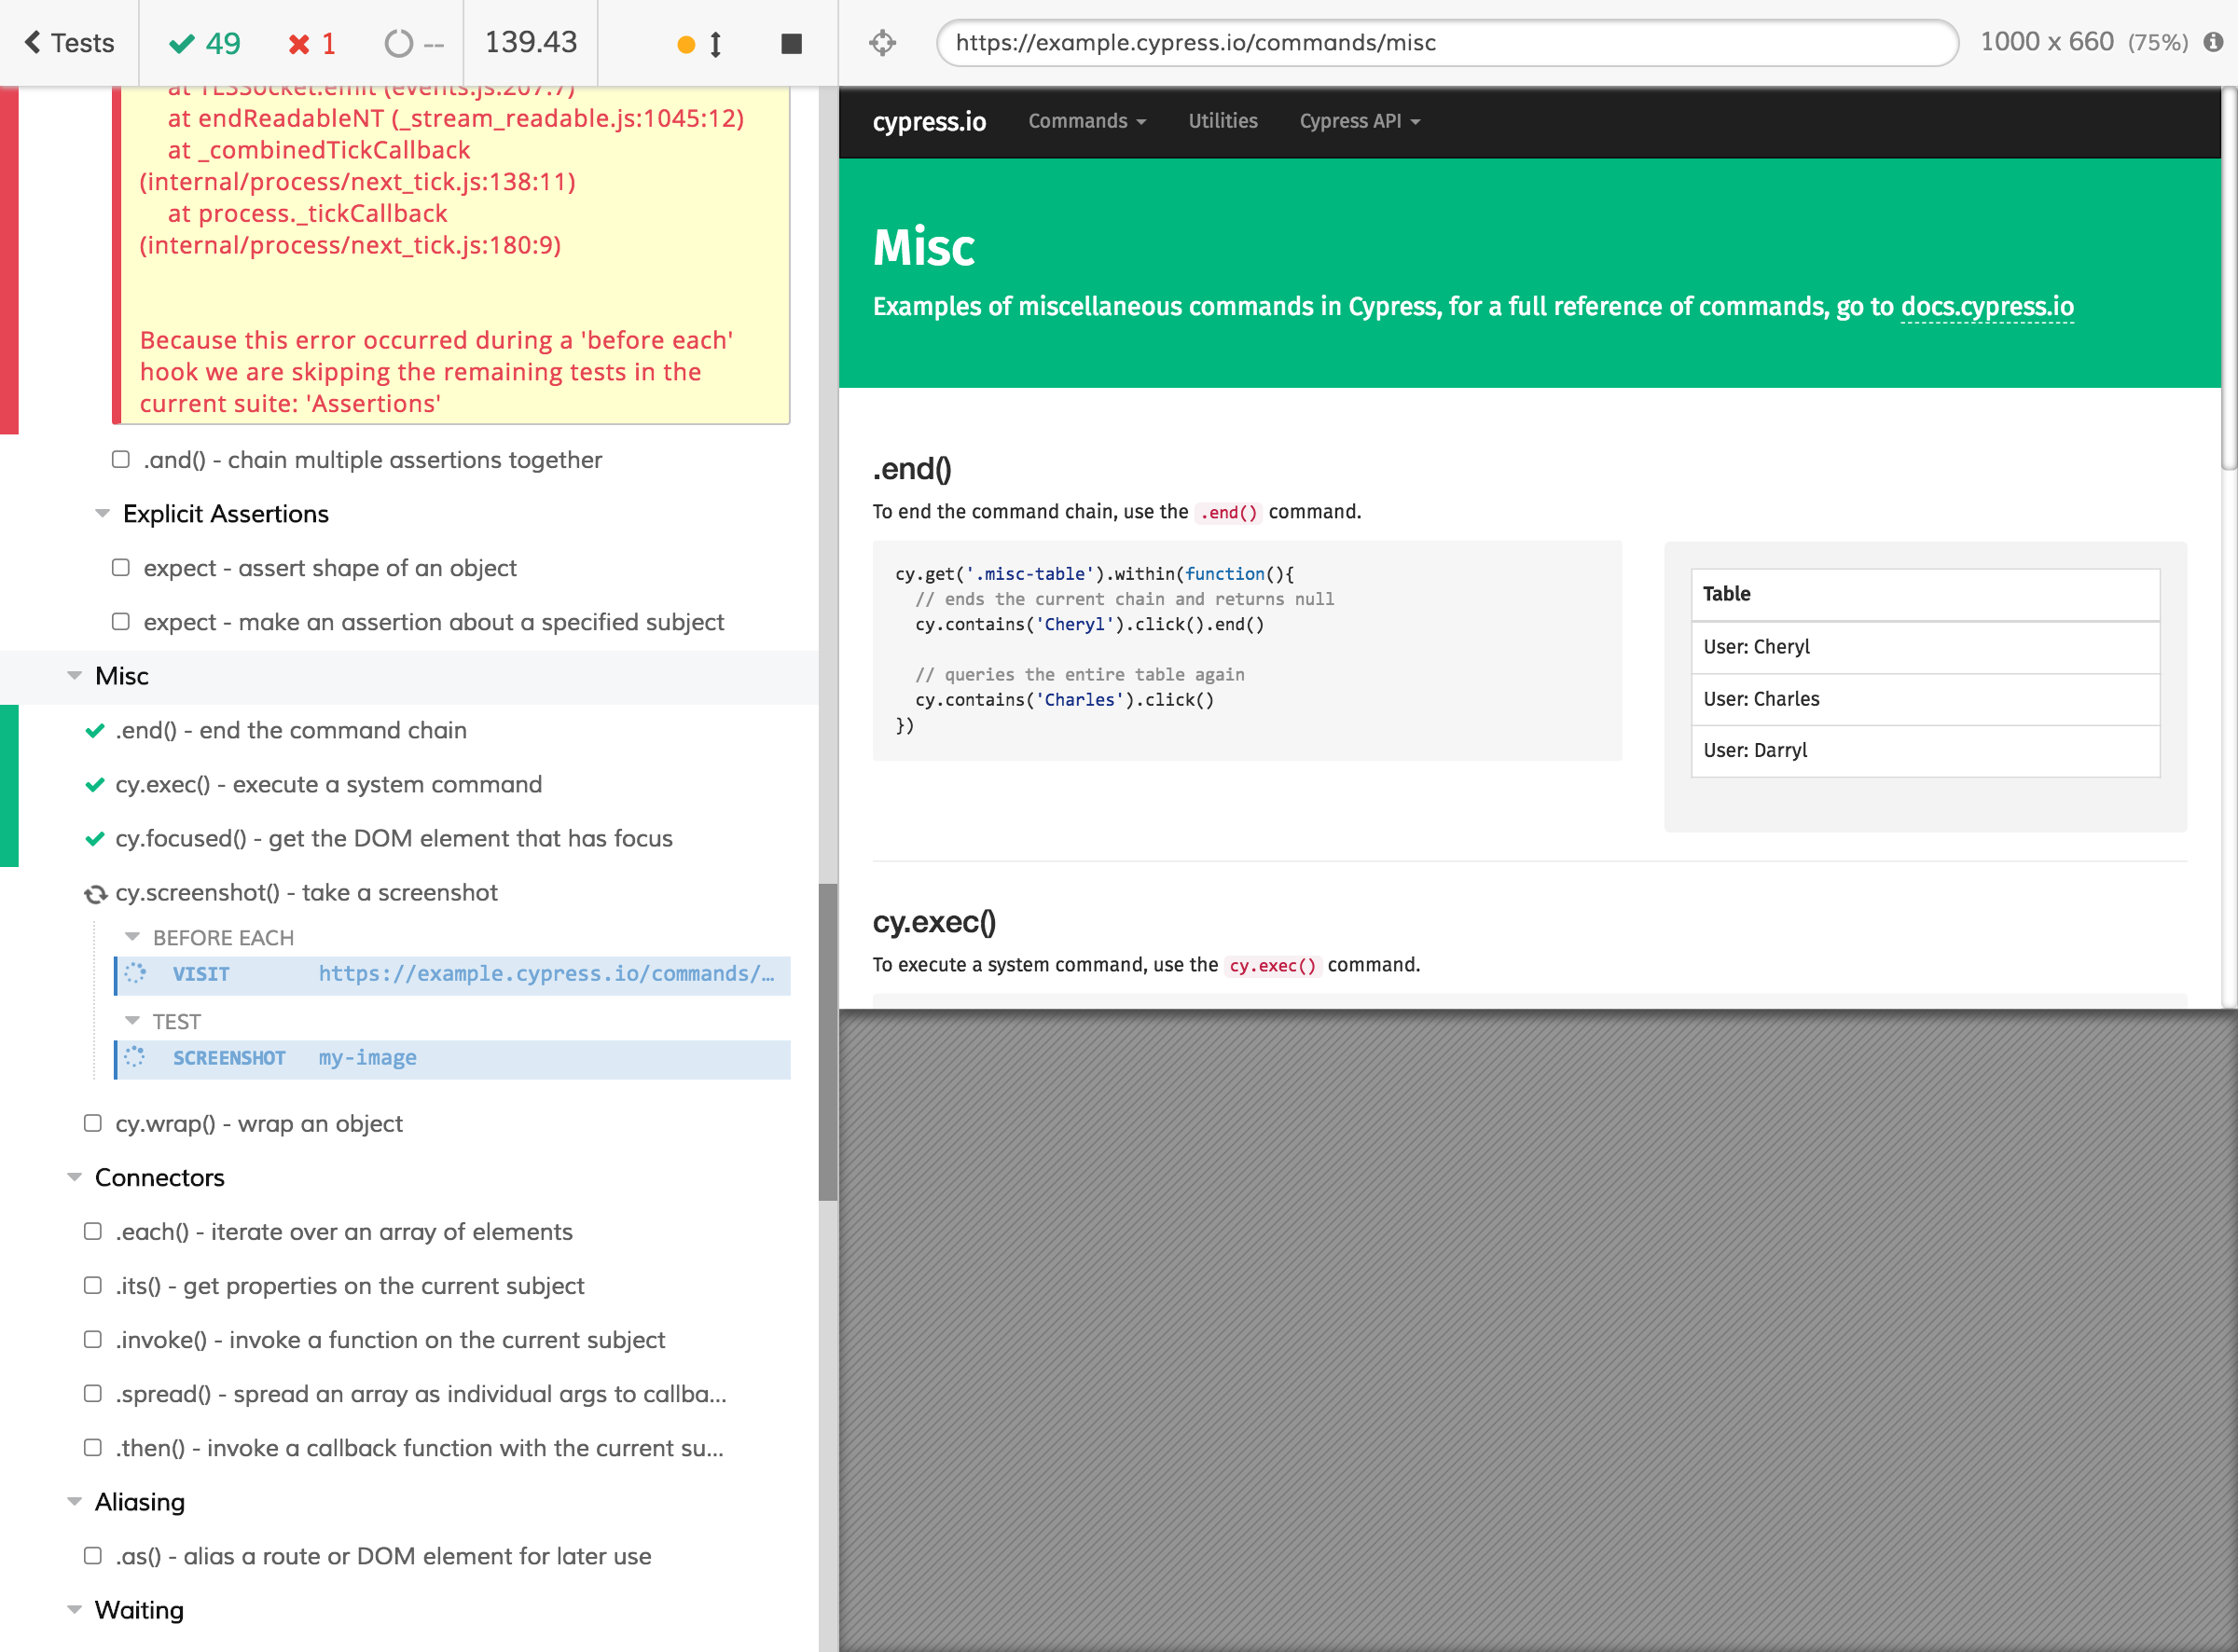 Tests
49
1
--
139.43
https://example.cypress.io/commands/misc
1000 x 660 (75%)
at TLSSocket.emit (events.js:207:7)
at endReadableNT (_stream_readable.js:1045:12)
at _combinedTickCallback
(internal/process/next_tick.js:138:11)
at process._tickCallback
(internal/process/next_tick.js:180:9)
Because this error occurred during a 'before each'
hook we are skipping the remaining tests in the
current suite: 'Assertions'
.and() - chain multiple assertions together
Explicit Assertions
expect - assert shape of an object
expect - make an assertion about a specified subject
Misc
.end() - end the command chain
cy.exec() - execute a system command
cy.focused() - get the DOM element that has focus
cy.screenshot() - take a screenshot
BEFORE EACH
VISIT https://example.cypress.io/commands/...
TEST
SCREENSHOT my-image
cy.wrap() - wrap an object
Connectors
.each() - iterate over an array of elements
.its() - get properties on the current subject
.invoke() - invoke a function on the current subject
.spread() - spread an array as individual args to callba...
.then() - invoke a callback function with the current su...
Aliasing
.as() - alias a route or DOM element for later use
Waiting
cypress.io
Commands
Utilities
Cypress API
Misc
Examples of miscellaneous commands in Cypress, for a full reference of commands, go to docs.cypress.io
.end()
To end the command chain, use the .end() command.
cy.get('.misc-table').within(function(){
// ends the current chain and returns null
cy.contains('Cheryl').click().end()
// queries the entire table again
cy.contains('Charles').click()
})
Table
User: Cheryl
User: Charles
User: Darryl
cy.exec()
To execute a system command, use the cy.exec() command.